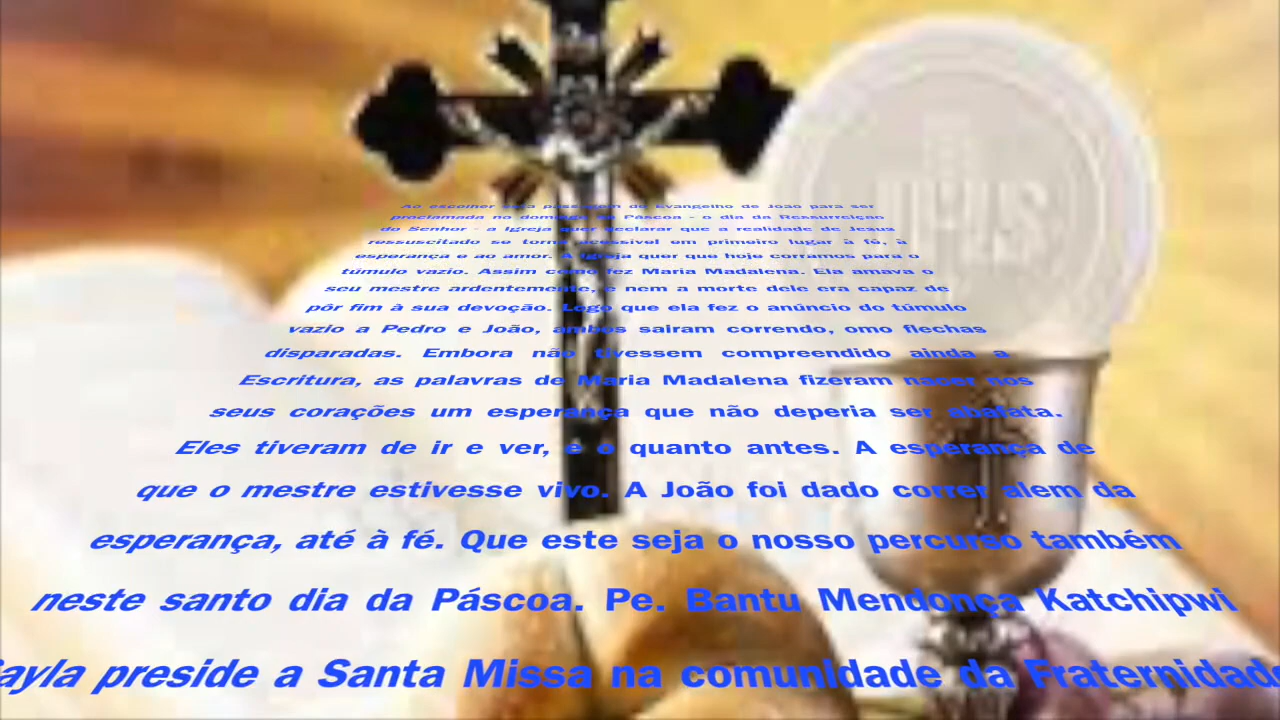 Ao escolher esta passagem do Evangelho de João para ser
proclamada no domingo de Páscoa - o dia da Ressurreiçao
do Senhor - a Igreja quer declarar que a realidade de Jesus
ressuscitado se torna acessível em primeiro lugar à fé, à
esperança e ao amor. A Igreja quer que hoje corramos para o
túmulo vazio. Assim como fez Maria Madalena. Ela amava o
seu mestre ardentemente, e nem a morte dele era capaz de
pôr fim à sua devoção. Logo que ela fez o anúncio do túmulo
vazio a Pedro e João, ambos sairam correndo, omo flechas
disparadas. Embora não tivessem compreendido ainda a
Escritura, as palavras de Maria Madalena fizeram nacer nos
seus corações um esperança que não deperia ser abafata.
Eles tiveram de ir e ver, e o quanto antes. A esperança de
que o mestre estivesse vivo. A João foi dado correr alem da
esperança, até à fé. Que este seja o nosso percurso também
neste santo dia da Páscoa. Pe. Bantu Mendonça Katchipwi
ayla preside a Santa Missa na comunidade da Fraternidade